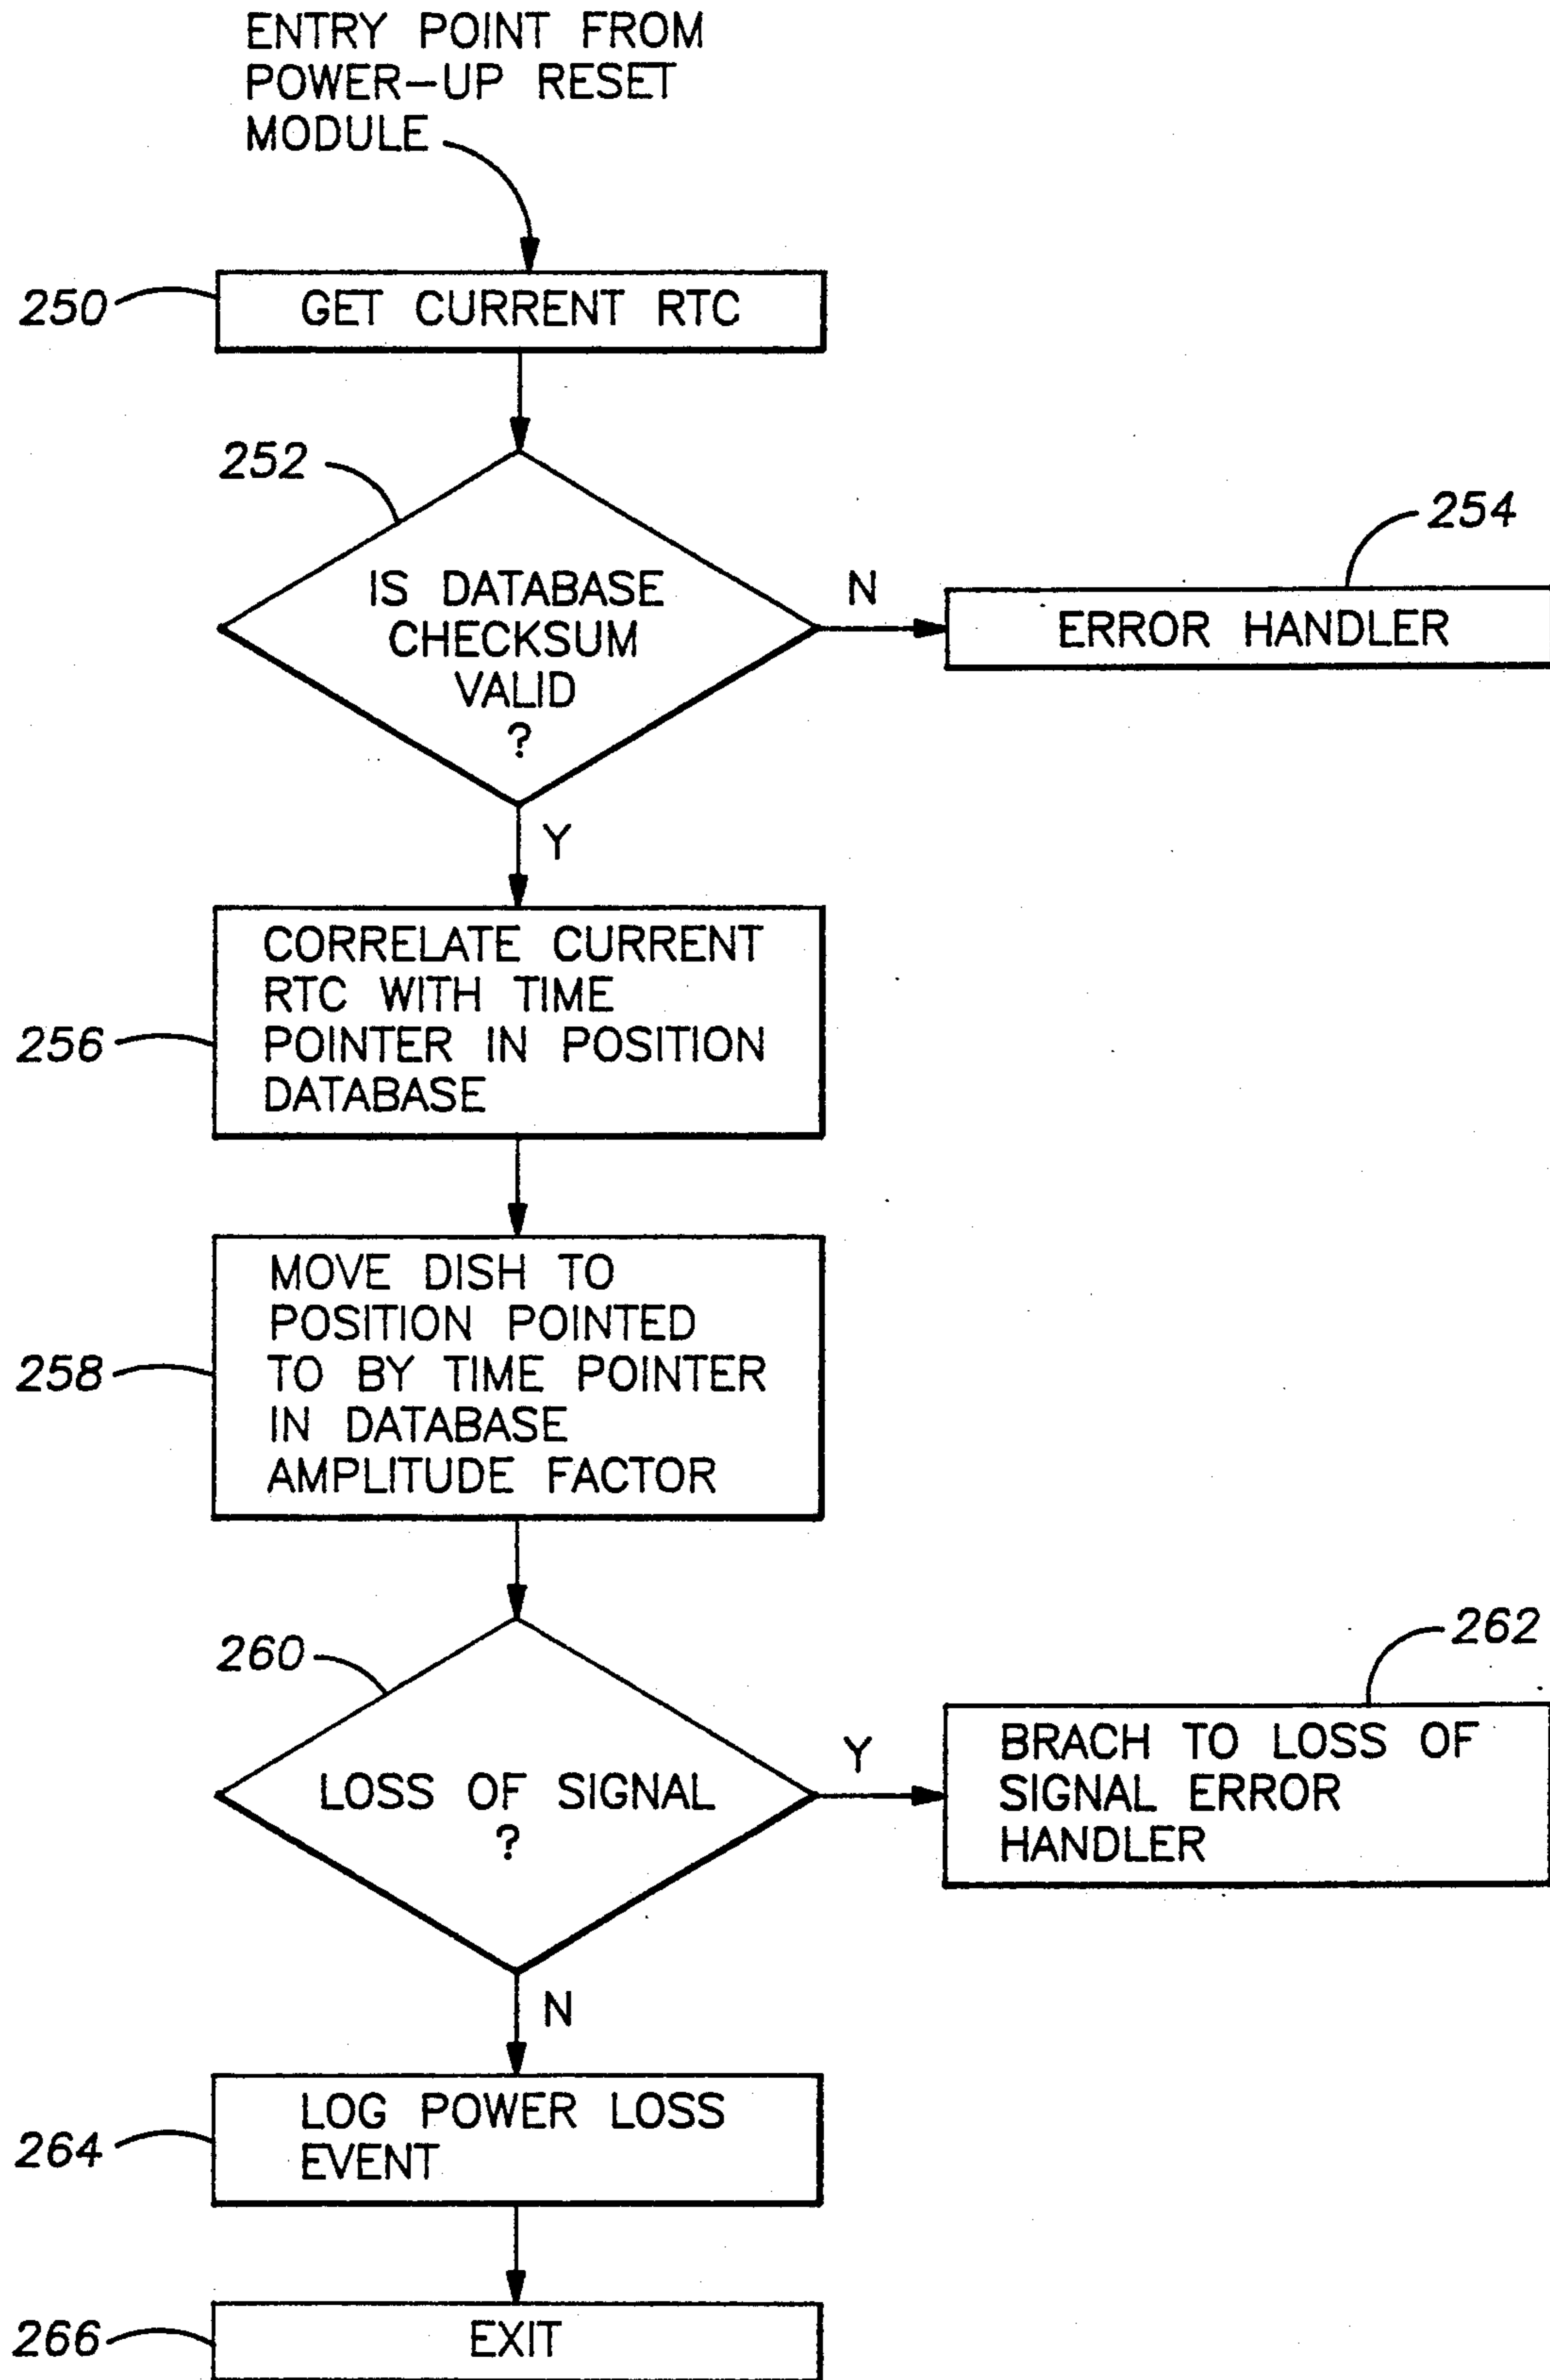 ENTRY POINT FROM
POWER-UP RESET
MODULE
250
GET CURRENT RTC
252
IS DATABASE
CHECKSUM
VALID
?
N
254
ERROR HANDLER
Y
256
CORRELATE CURRENT
RTC WITH TIME
POINTER IN POSITION
DATABASE
258
MOVE DISH TO
POSITION POINTED
TO BY TIME POINTER
IN DATABASE
AMPLITUDE FACTOR
260
LOSS OF SIGNAL
?
Y
262
BRACH TO LOSS OF
SIGNAL ERROR
HANDLER
N
264
LOG POWER LOSS
EVENT
266
EXIT